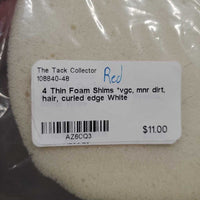 The Tack Collector
108840-48
Red
4 Thin Foam Shims *vgc, mnr dirt,
hair, curled edge White
$11.00
AZ6CQ3